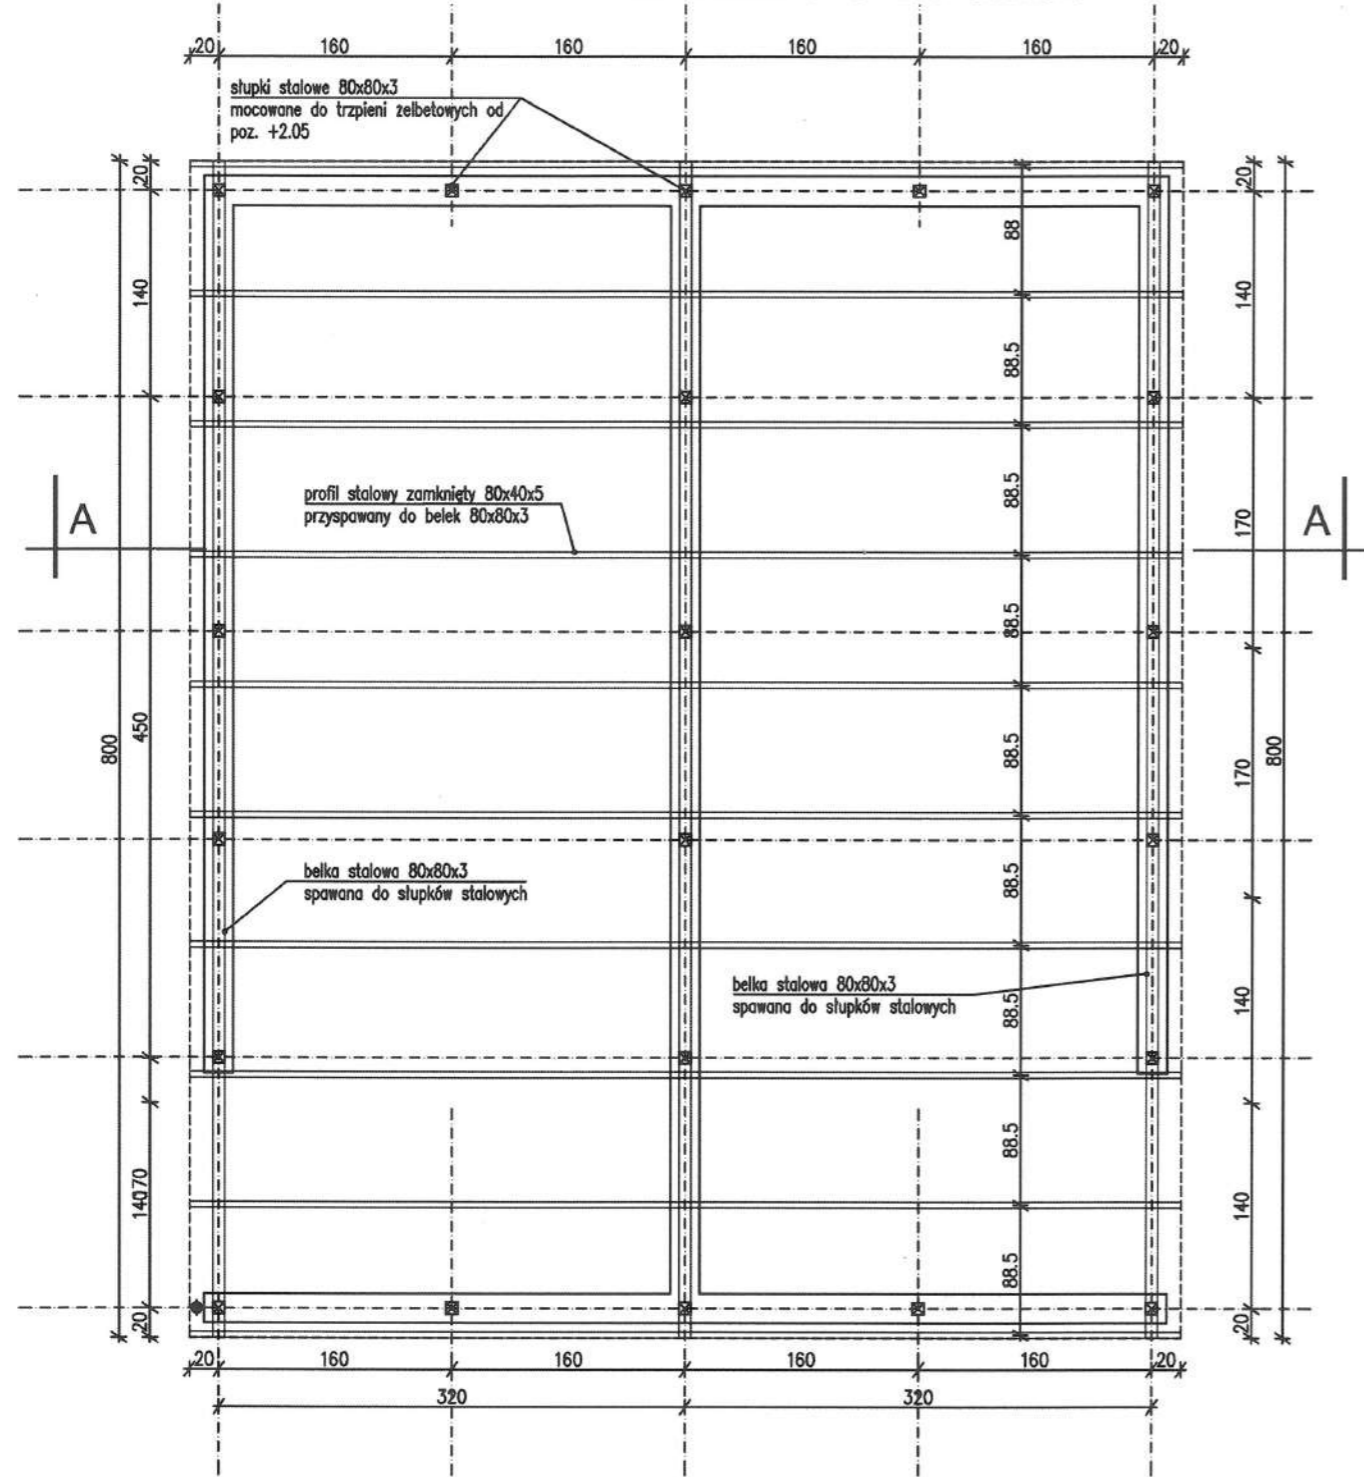 20 160 160 160 160 20
słupki stalowe 80x80x3
mocowane do trzpieni żelbetowych od
poz. +2.05
20 20
88
140 140
88.5
profil stalowy zamknięty 80x40x5
przyspawany do belek 80x80x3
88.5
A A
170
88.5
450
800
88.5
170
800
belka stalowa 80x80x3
spawana do słupków stalowych
88.5
belka stalowa 80x80x3
spawana do słupków stalowych
88.5
140
88.5
70
140
140
88.5
20 20
20 160 160 160 160 20
320 320